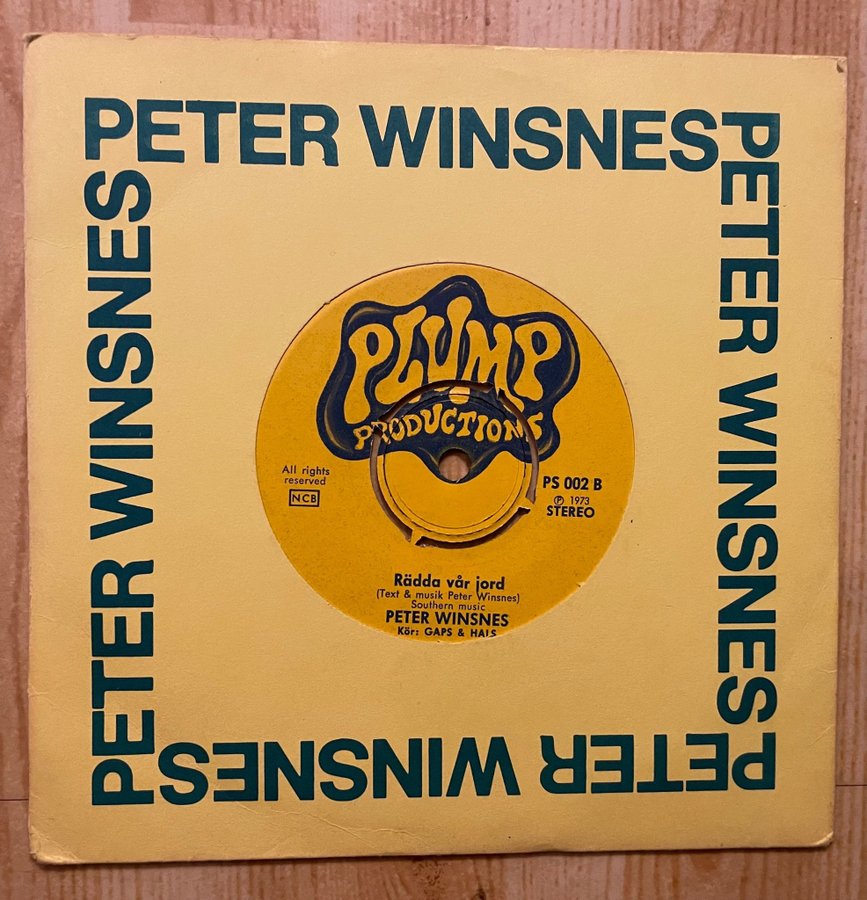 PETER WINSNES
PETER WINSNES
PETER WINSNES
PETER WINSNES
PLUMP
PRODUCTIONS
All rights
reserved
NCB
PS 002 B
Ⓟ 1973
STEREO
Rädda vår jord
(Text & musik Peter Winsnes)
Southern music
PETER WINSNES
Kör: GAPS & HALS